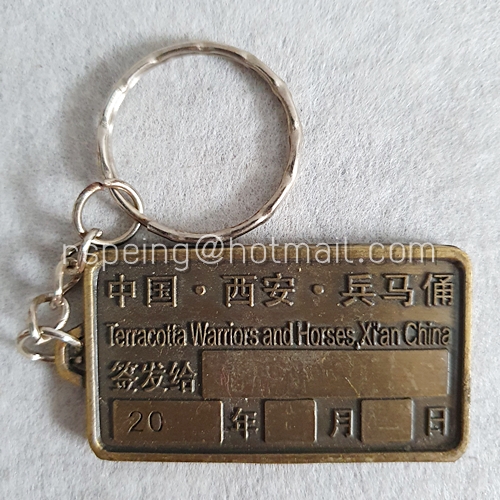 nspeing@hotmail.com
中国·西安·兵马俑
Terracotta Warriors and Horses,Xi'an China
签发给
20 年 月 日